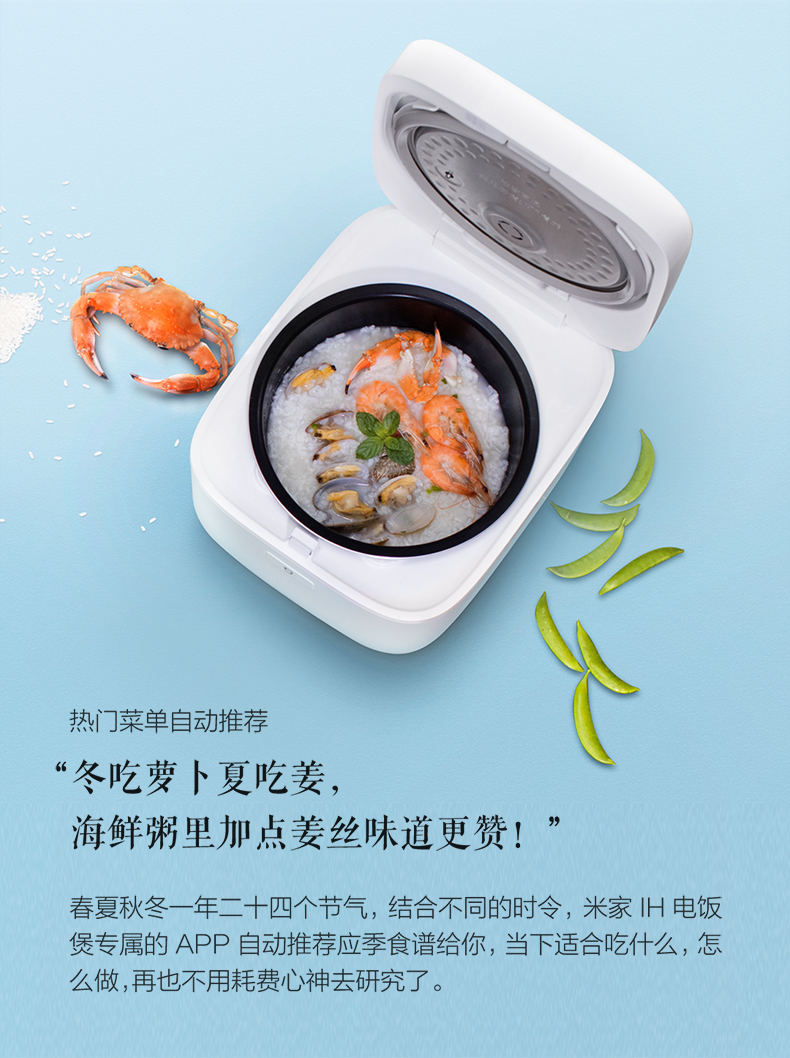 热门菜单自动推荐
“冬吃萝卜夏吃姜，
海鲜粥里加点姜丝味道更赞！”
春夏秋冬一年二十四个节气，结合不同的时令，米家 IH 电饭
煲专属的 APP 自动推荐应季食谱给你，当下适合吃什么，怎
么做，再也不用耗费心神去研究了。